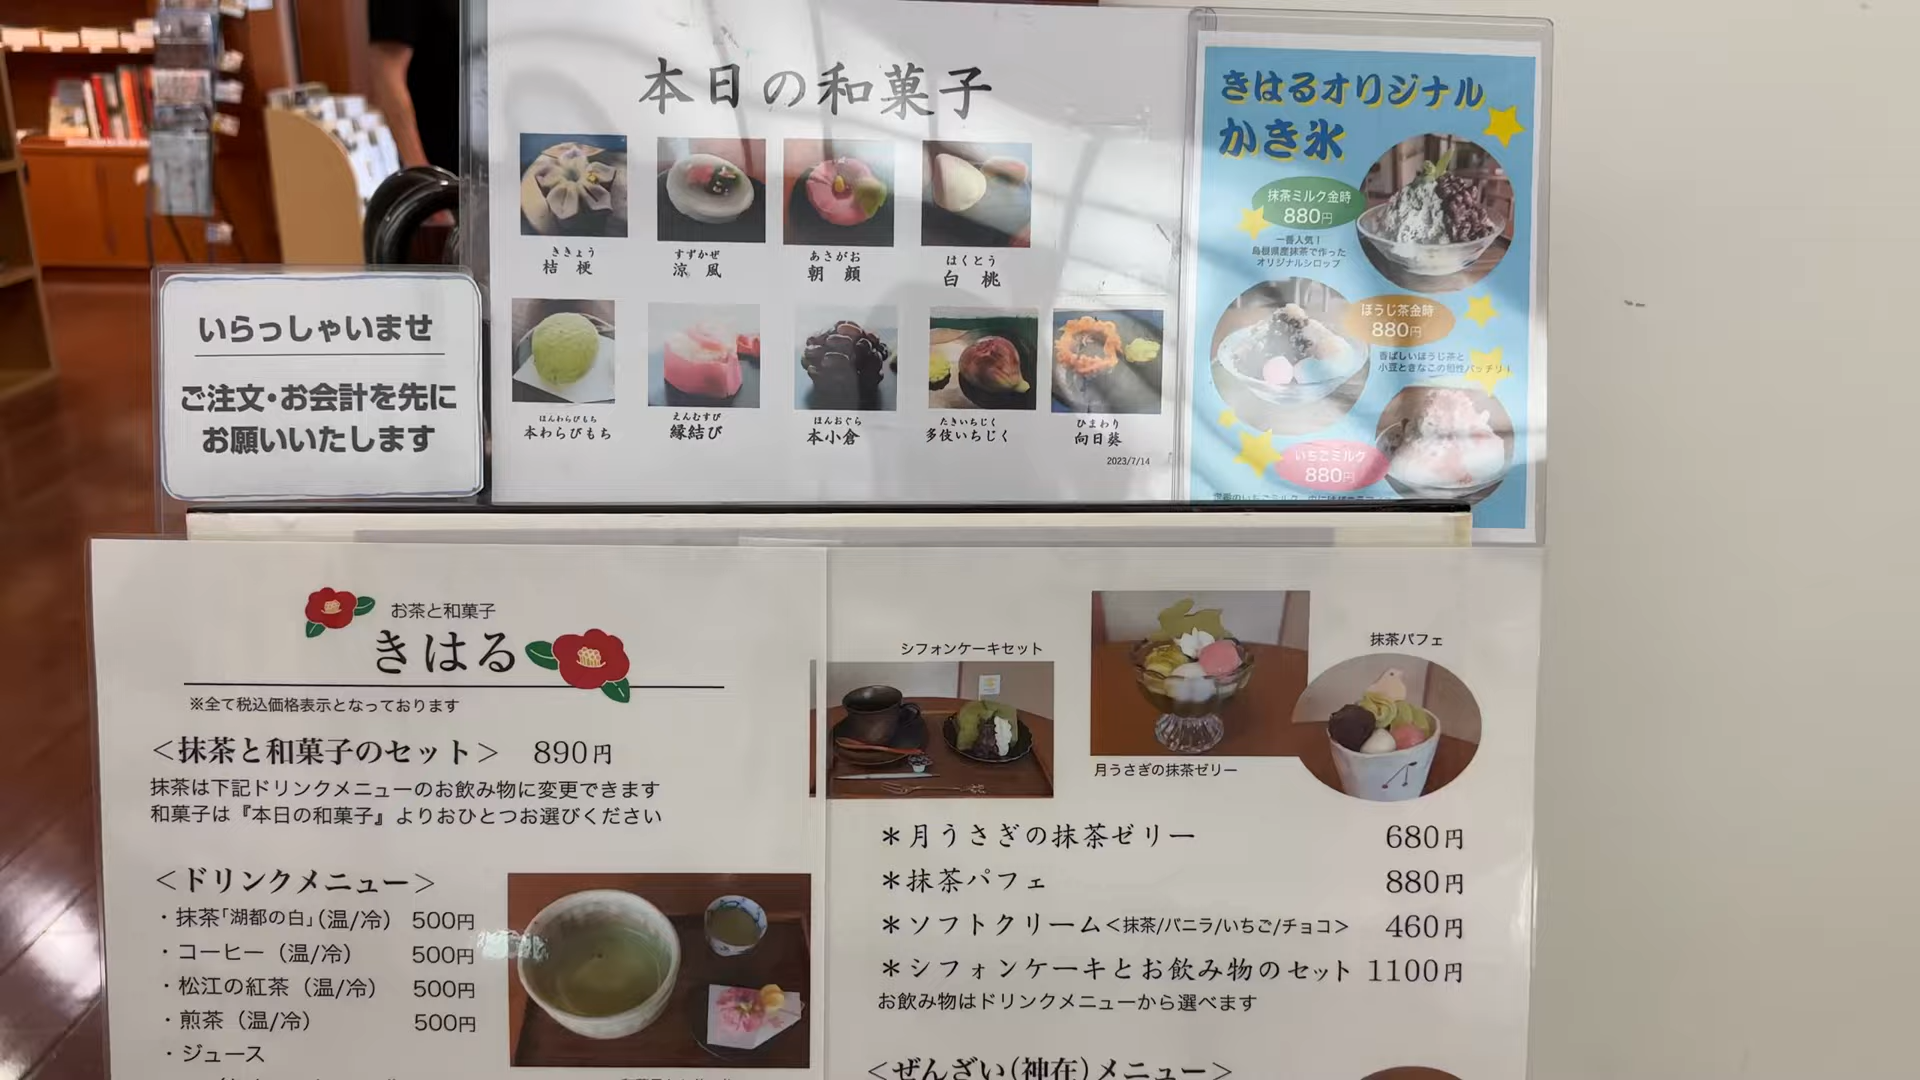 本日の和菓子
ききょう
桔梗
すずかぜ
涼風
あさがお
朝顔
はくとう
白桃
ほんわらびもち
本わらびもち
えんむすび
縁結び
ほんおぐら
本小倉
たきいちじく
多伎いちじく
ひまわり
向日葵
2023/7/14
きはるオリジナル
かき氷
抹茶ミルク金時
880円
一番人気！
島根県産抹茶で作った
オリジナルシロップ
ほうじ茶金時
880円
香ばしいほうじ茶と
小豆ときなこの相性バッチリ！
いちごミルク
880円
いらっしゃいませ
ご注文・お会計を先に
お願いいたします
お茶と和菓子
きはる
※全て税込価格表示となっております
＜抹茶と和菓子のセット＞ 890円
抹茶は下記ドリンクメニューのお飲み物に変更できます
和菓子は『本日の和菓子』よりおひとつお選びください
＜ドリンクメニュー＞
・抹茶「湖都の白」（温/冷） 500円
・コーヒー（温/冷） 500円
・松江の紅茶（温/冷） 500円
・煎茶（温/冷） 500円
・ジュース
シフォンケーキセット
月うさぎの抹茶ゼリー
抹茶パフェ
＊月うさぎの抹茶ゼリー 680円
＊抹茶パフェ 880円
＊ソフトクリーム＜抹茶/バニラ/いちご/チョコ＞ 460円
＊シフォンケーキとお飲み物のセット 1100円
お飲み物はドリンクメニューから選べます
＜ぜんざい（神在）メニュー＞